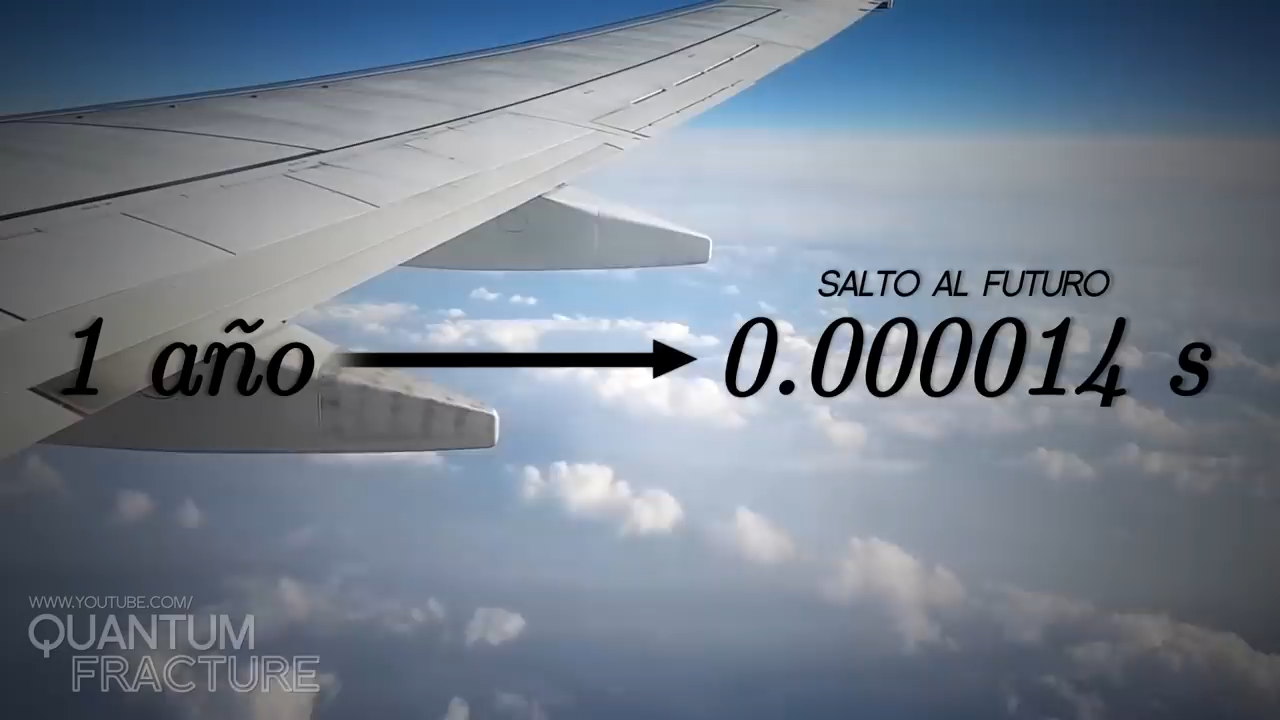 SALTO AL FUTURO
1 año
0.000014 s
WWW.YOUTUBE.COM/
QUANTUM
FRACTURE